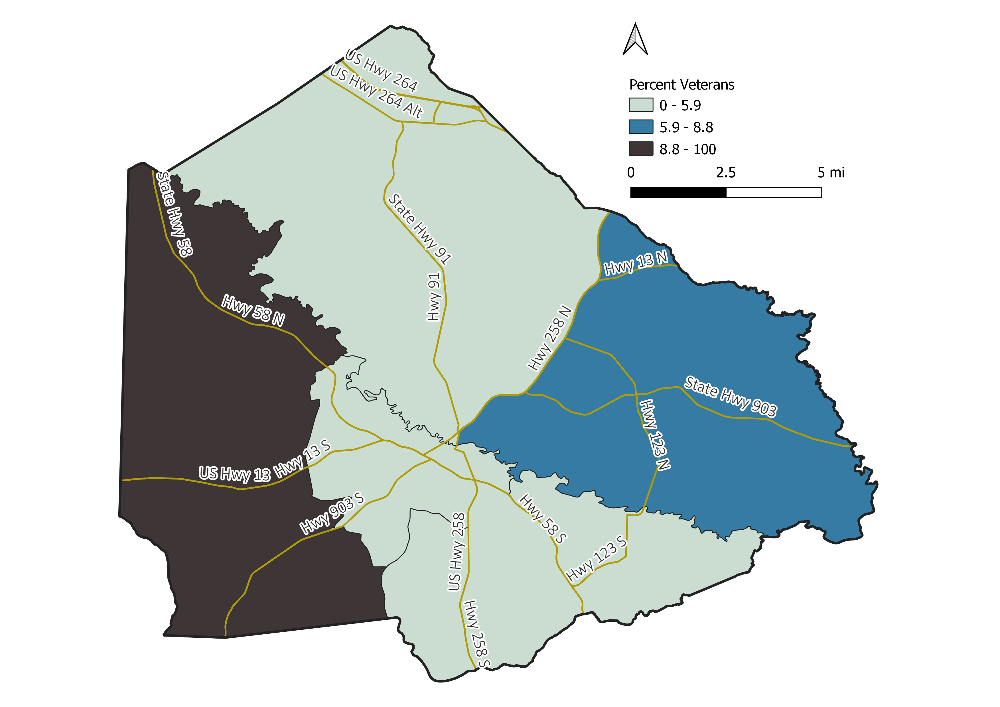 US Hwy 264
US Hwy 264 Alt
Percent Veterans
0 - 5.9
5.9 - 8.8
8.8 - 100
0 2.5 5 mi
State Hwy 58
State Hwy 91
Hwy 13 N
Hwy 91
Hwy 58 N
Hwy 258 N
State Hwy 903
Hwy 123 N
US Hwy 13
Hwy 13 S
Hwy 903 S
Hwy 58 S
US Hwy 258
Hwy 123 S
Hwy 258 S